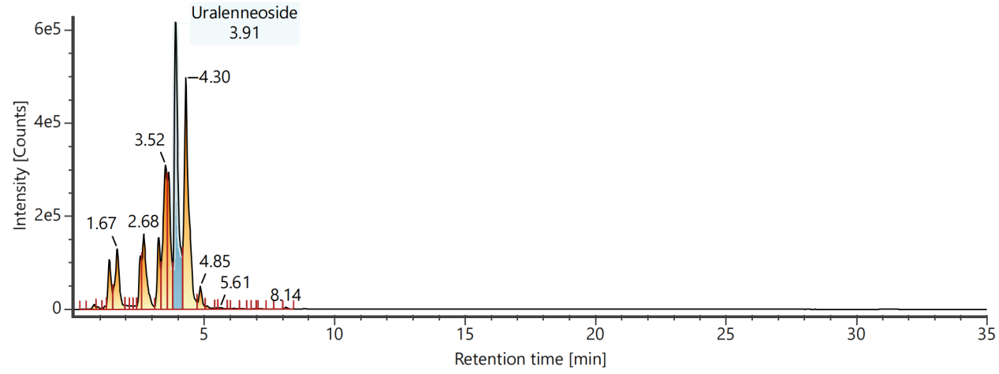 Uralenneoside
3.91
6e5
4.30
4e5
3.52
Intensity [Counts]
2e5
1.67
2.68
4.85
5.61
8.14
0
5
10
15
20
25
30
35
Retention time [min]